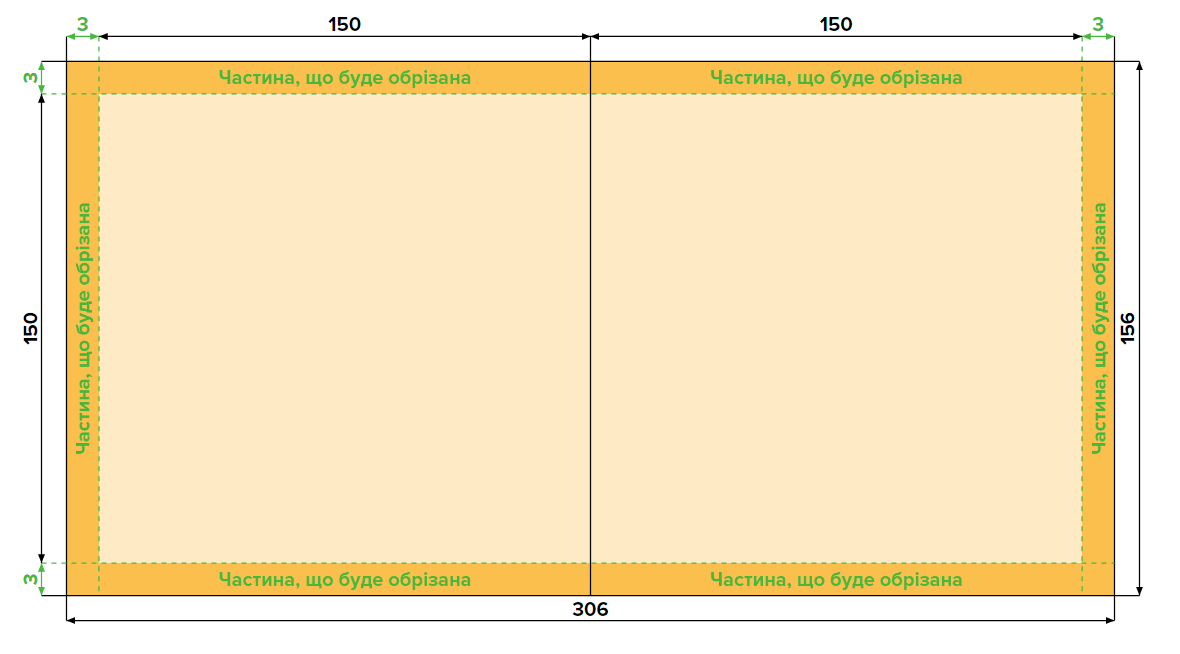 3 150 150 3
3
Частина, що буде обрізана Частина, що буде обрізана
Частина, що буде обрізана
150
Частина, що буде обрізана
156
3
Частина, що буде обрізана Частина, що буде обрізана
306